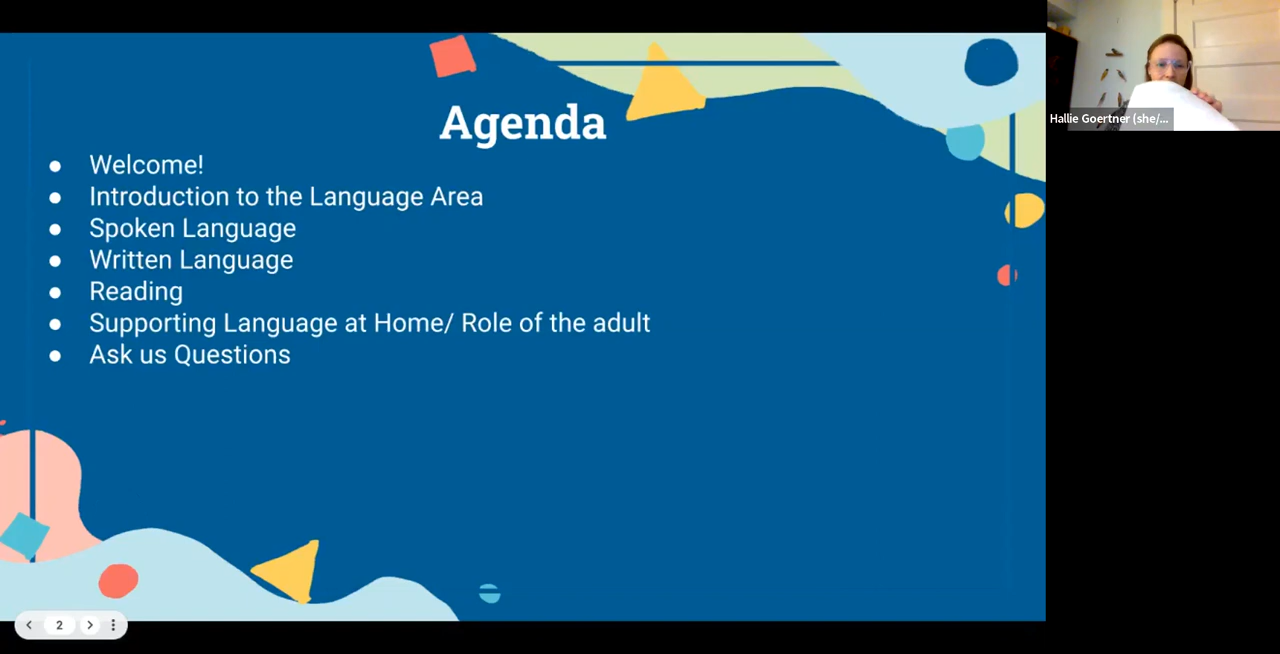 Agenda
● Welcome!
● Introduction to the Language Area
● Spoken Language
● Written Language
● Reading
● Supporting Language at Home/ Role of the adult
● Ask us Questions
Hallie Goertner (she/...
2